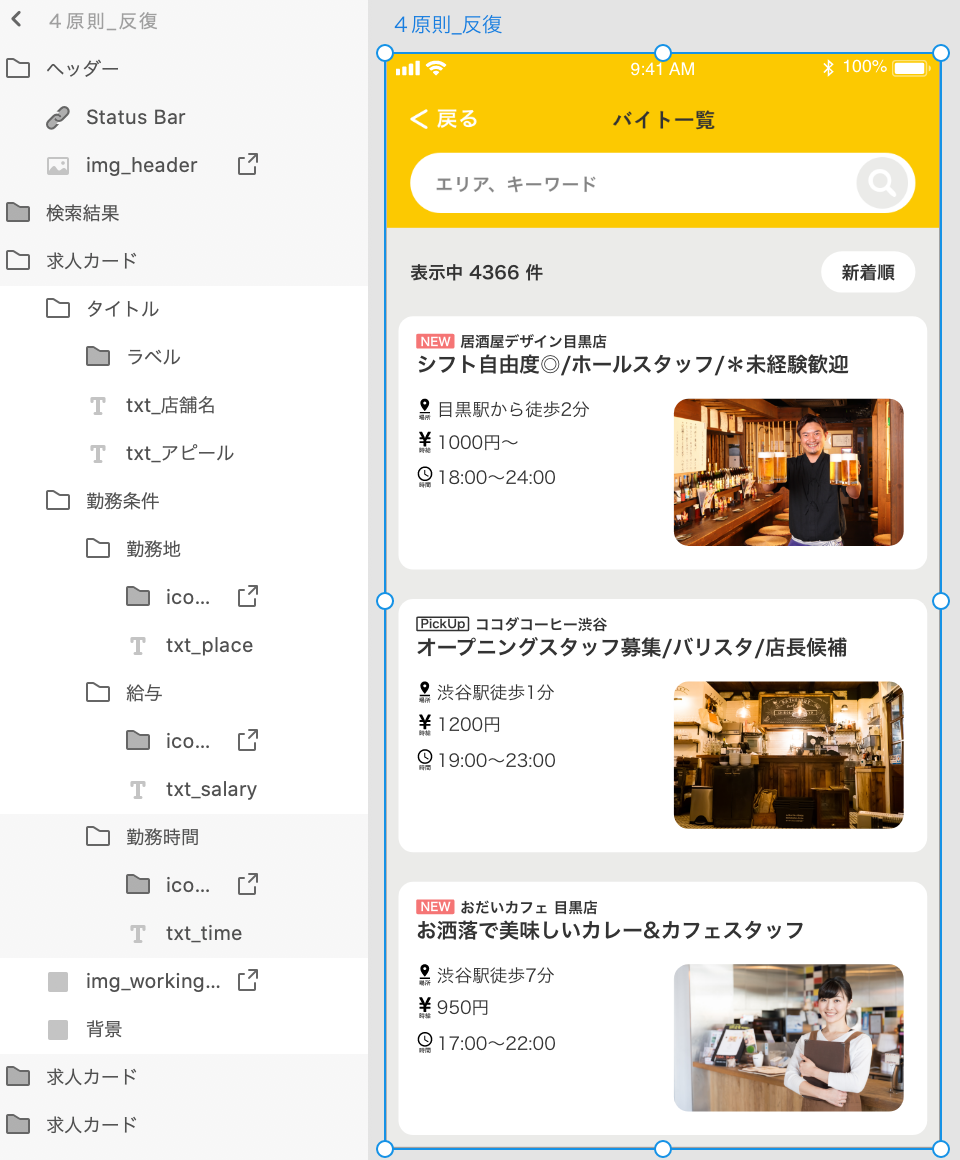 ４原則_反復
ヘッダー
Status Bar
img_header
検索結果
求人カード
タイトル
ラベル
txt_店舗名
txt_アピール
勤務条件
勤務地
ico...
txt_place
給与
ico...
txt_salary
勤務時間
ico...
txt_time
img_working...
背景
求人カード
求人カード
４原則_反復
9:41 AM 100%
戻る バイト一覧
エリア、キーワード
表示中 4366 件 新着順
NEW 居酒屋デザイン目黒店
シフト自由度◎/ホールスタッフ/＊未経験歓迎
場所 目黒駅から徒歩2分
¥ 時給 1000円〜
時間 18:00〜24:00
PickUp ココダコーヒー渋谷
オープニングスタッフ募集/バリスタ/店長候補
場所 渋谷駅徒歩1分
¥ 時給 1200円
時間 19:00〜23:00
NEW おだいカフェ 目黒店
お洒落で美味しいカレー&カフェスタッフ
場所 渋谷駅徒歩7分
¥ 時給 950円
時間 17:00〜22:00